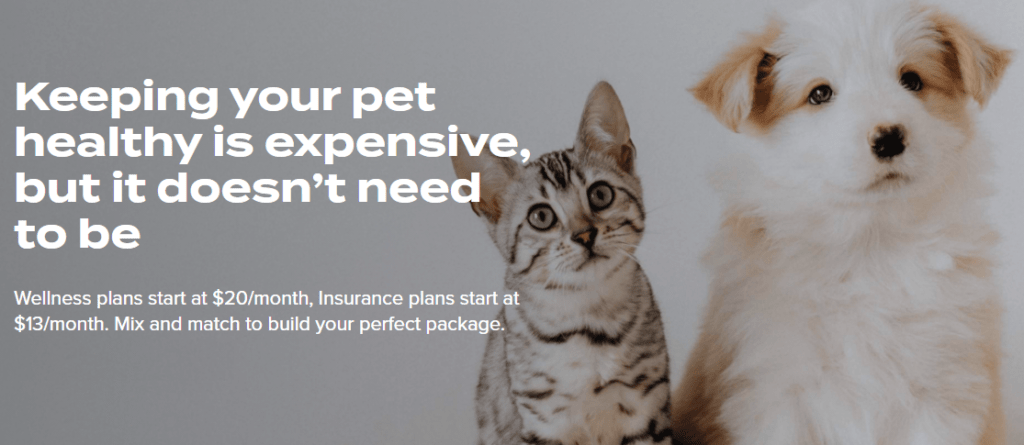 Keeping your pet
healthy is expensive,
but it doesn’t need
to be
Wellness plans start at $20/month, Insurance plans start at
$13/month. Mix and match to build your perfect package.